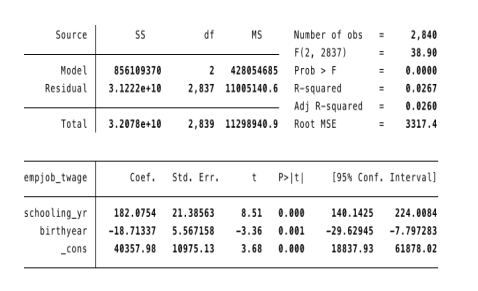 Source SS df MS Number of obs = 2,840
F(2, 2837) = 38.90
Model 856109370 2 428054685 Prob > F = 0.0000
Residual 3.1222e+10 2,837 11005140.6 R-squared = 0.0267
Adj R-squared = 0.0260
Total 3.2078e+10 2,839 11298940.9 Root MSE = 3317.4
empjob_twage Coef. Std. Err. t P>|t| [95% Conf. Interval]
schooling_yr 182.0754 21.38563 8.51 0.000 140.1425 224.0084
birthyear -18.71337 5.567158 -3.36 0.001 -29.62945 -7.797283
_cons 40357.98 10975.13 3.68 0.000 18837.93 61878.02